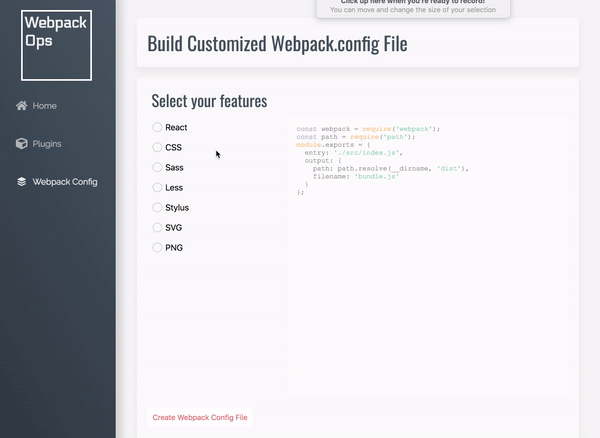 Click up here when you're ready to record!
You can move and change the size of your selection
Webpack
Ops
Home
Plugins
Webpack Config
Build Customized Webpack.config File
Select your features
React
CSS
Sass
Less
Stylus
SVG
PNG
const webpack = require('webpack');
const path = require('path');
module.exports = {
  entry: './src/index.js',
  output: {
    path: path.resolve(__dirname, 'dist'),
    filename: 'bundle.js'
  }
};
Create Webpack Config File